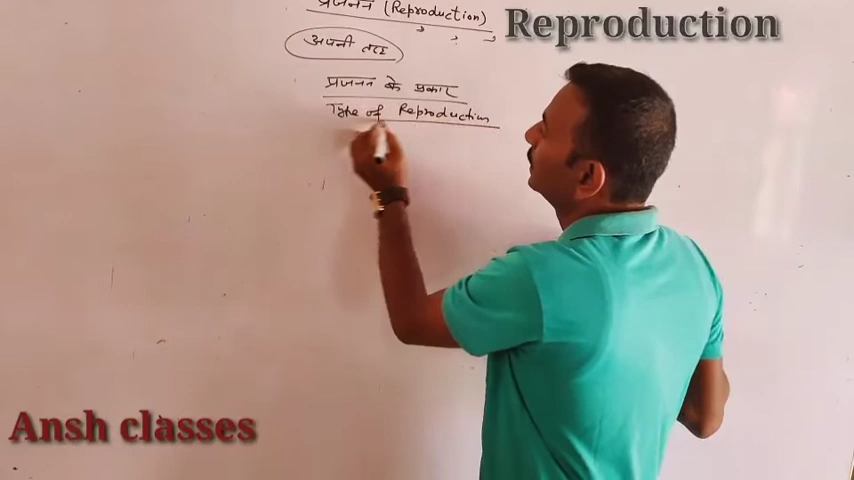 प्रजनन (Reproduction)
Reproduction
अपनी तरह
प्रजनन के प्रकार
Type of Reproduction
Ansh classes